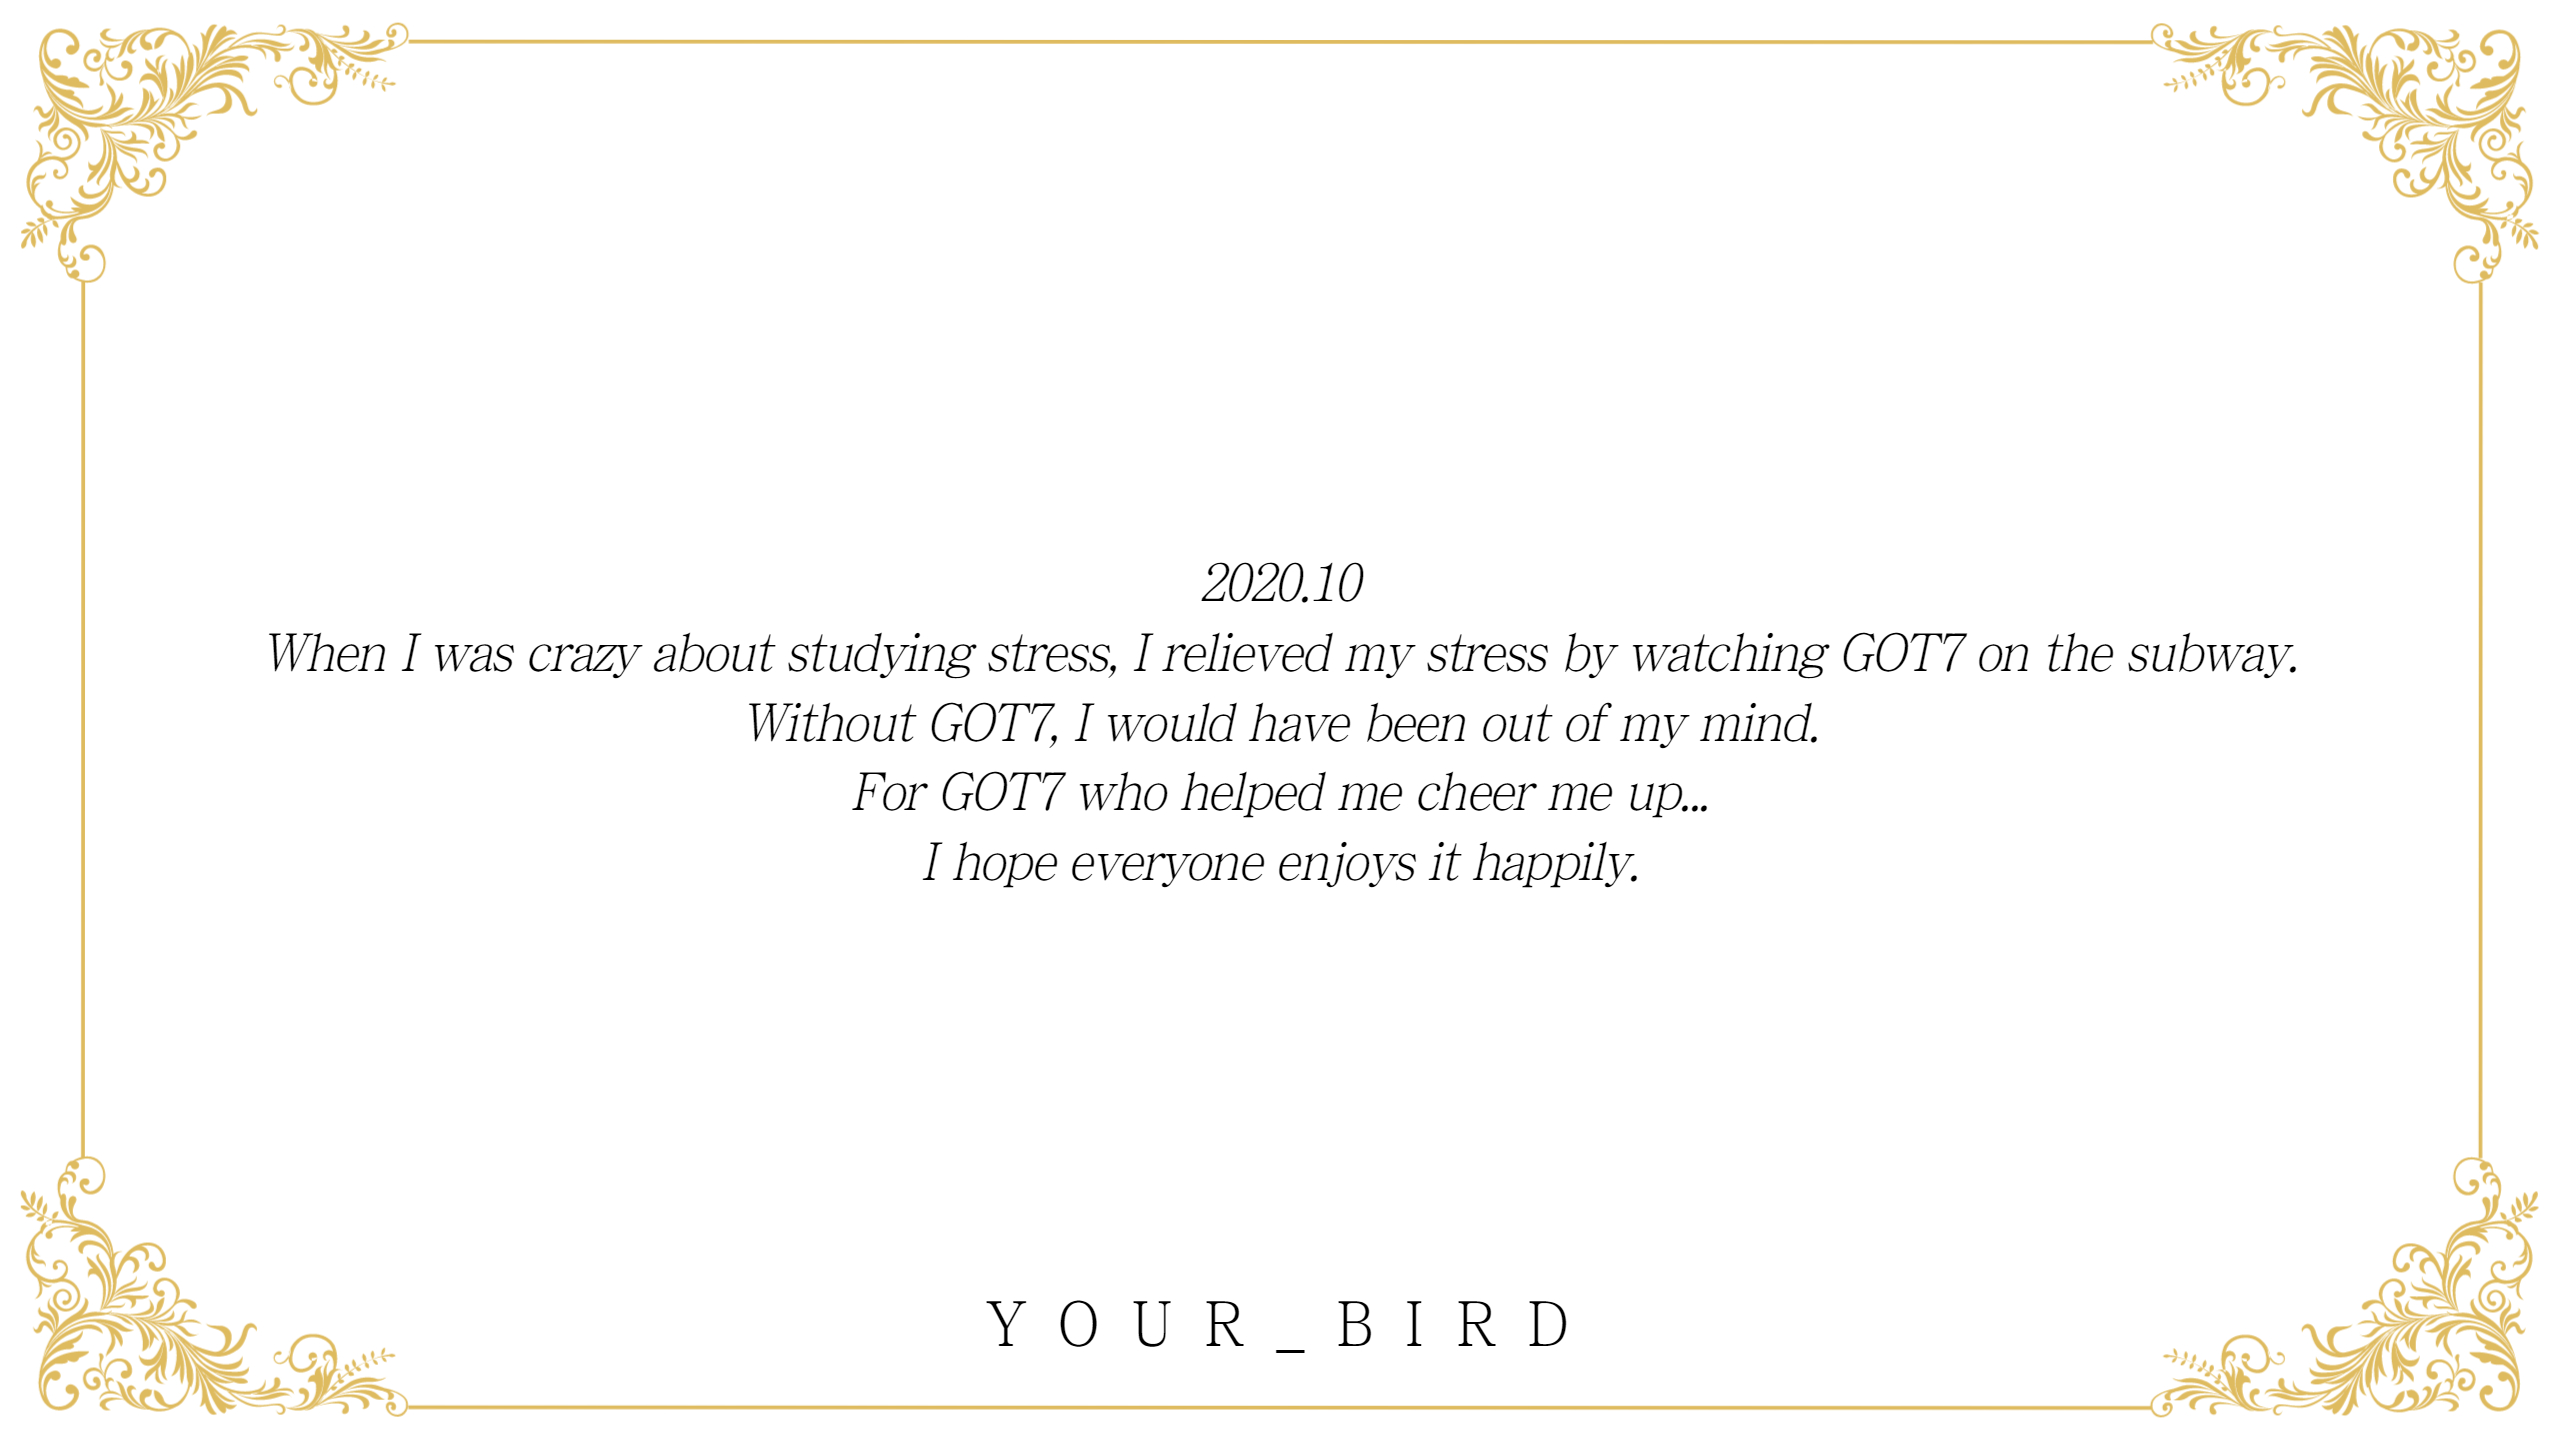 2020.10
When I was crazy about studying stress, I relieved my stress by watching GOT7 on the subway.
Without GOT7, I would have been out of my mind.
For GOT7 who helped me cheer me up...
I hope everyone enjoys it happily.
YOUR_BIRD